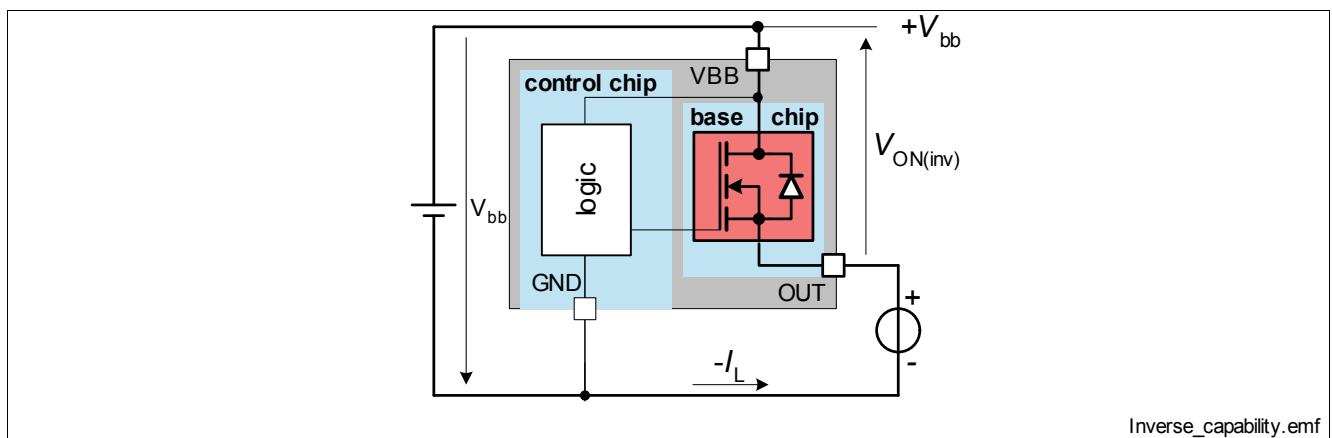 +Vbb
VBB
control chip
base chip
VON(inv)
logic
Vbb
GND
OUT
+
-
-IL
Inverse_capability.emf